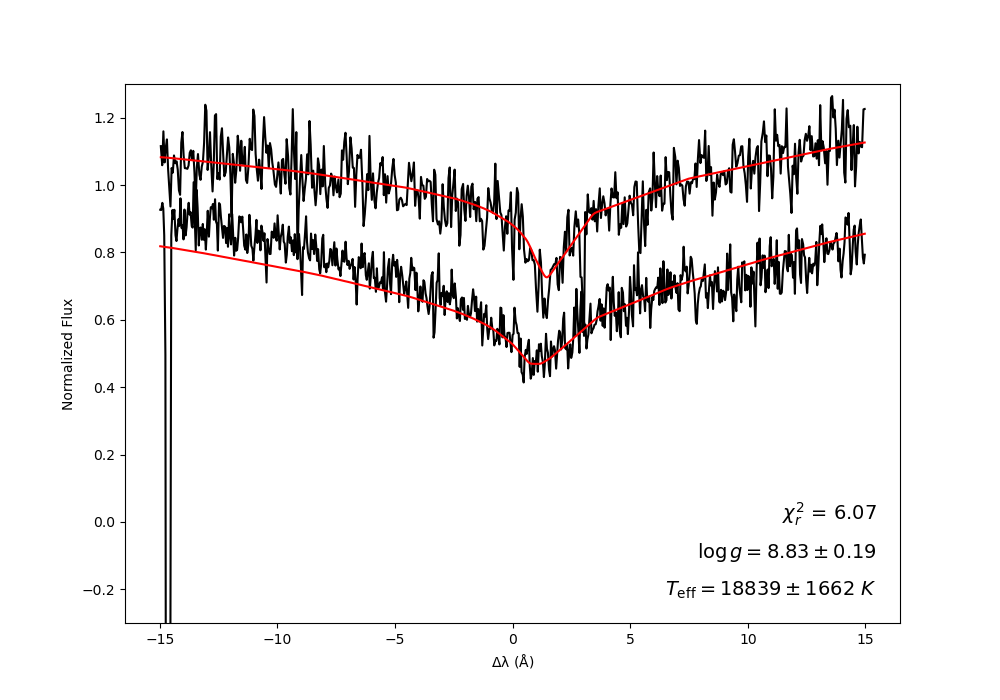 1.2
1.0
0.8
0.6
0.4
0.2
0.0
−0.2
Normalized Flux
χ²ᵣ = 6.07
log g = 8.83 ± 0.19
T_eff = 18839 ± 1662 K
−15 −10 −5 0 5 10 15
Δλ (Å)